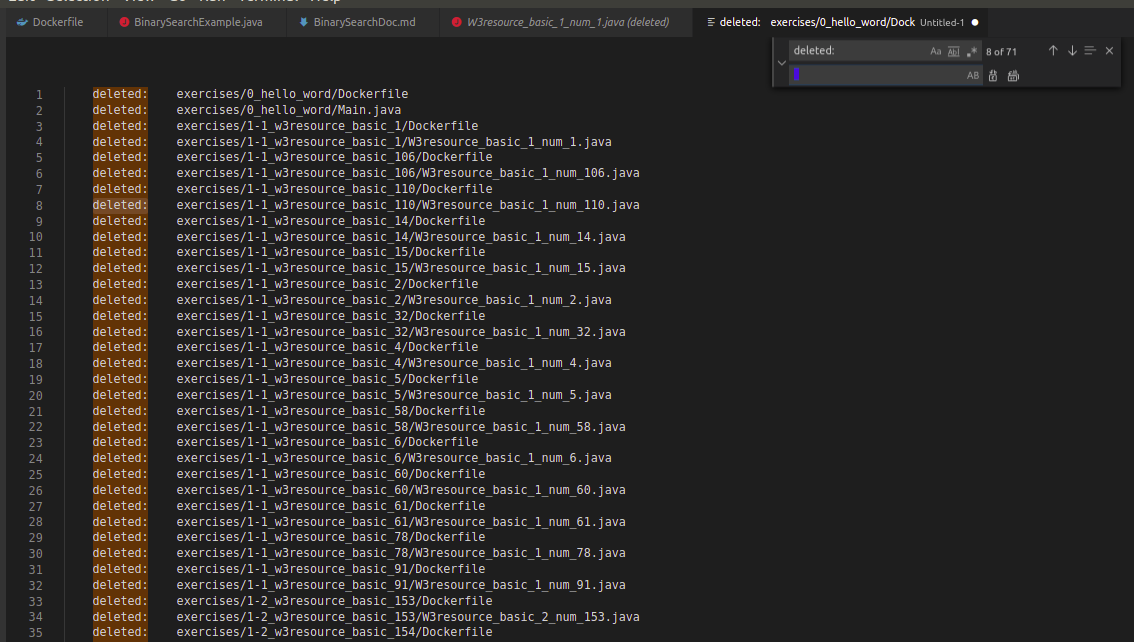 Edit Selection View Go Run Terminal Help
Dockerfile
BinarySearchExample.java
BinarySearchDoc.md
W3resource_basic_1_num_1.java (deleted)
deleted: exercises/0_hello_word/Dock Untitled-1
deleted: Aa Abl .* 8 of 71
AB
1 deleted: exercises/0_hello_word/Dockerfile
2 deleted: exercises/0_hello_word/Main.java
3 deleted: exercises/1-1_w3resource_basic_1/Dockerfile
4 deleted: exercises/1-1_w3resource_basic_1/W3resource_basic_1_num_1.java
5 deleted: exercises/1-1_w3resource_basic_106/Dockerfile
6 deleted: exercises/1-1_w3resource_basic_106/W3resource_basic_1_num_106.java
7 deleted: exercises/1-1_w3resource_basic_110/Dockerfile
8 deleted: exercises/1-1_w3resource_basic_110/W3resource_basic_1_num_110.java
9 deleted: exercises/1-1_w3resource_basic_14/Dockerfile
10 deleted: exercises/1-1_w3resource_basic_14/W3resource_basic_1_num_14.java
11 deleted: exercises/1-1_w3resource_basic_15/Dockerfile
12 deleted: exercises/1-1_w3resource_basic_15/W3resource_basic_1_num_15.java
13 deleted: exercises/1-1_w3resource_basic_2/Dockerfile
14 deleted: exercises/1-1_w3resource_basic_2/W3resource_basic_1_num_2.java
15 deleted: exercises/1-1_w3resource_basic_32/Dockerfile
16 deleted: exercises/1-1_w3resource_basic_32/W3resource_basic_1_num_32.java
17 deleted: exercises/1-1_w3resource_basic_4/Dockerfile
18 deleted: exercises/1-1_w3resource_basic_4/W3resource_basic_1_num_4.java
19 deleted: exercises/1-1_w3resource_basic_5/Dockerfile
20 deleted: exercises/1-1_w3resource_basic_5/W3resource_basic_1_num_5.java
21 deleted: exercises/1-1_w3resource_basic_58/Dockerfile
22 deleted: exercises/1-1_w3resource_basic_58/W3resource_basic_1_num_58.java
23 deleted: exercises/1-1_w3resource_basic_6/Dockerfile
24 deleted: exercises/1-1_w3resource_basic_6/W3resource_basic_1_num_6.java
25 deleted: exercises/1-1_w3resource_basic_60/Dockerfile
26 deleted: exercises/1-1_w3resource_basic_60/W3resource_basic_1_num_60.java
27 deleted: exercises/1-1_w3resource_basic_61/Dockerfile
28 deleted: exercises/1-1_w3resource_basic_61/W3resource_basic_1_num_61.java
29 deleted: exercises/1-1_w3resource_basic_78/Dockerfile
30 deleted: exercises/1-1_w3resource_basic_78/W3resource_basic_1_num_78.java
31 deleted: exercises/1-1_w3resource_basic_91/Dockerfile
32 deleted: exercises/1-1_w3resource_basic_91/W3resource_basic_1_num_91.java
33 deleted: exercises/1-2_w3resource_basic_153/Dockerfile
34 deleted: exercises/1-2_w3resource_basic_153/W3resource_basic_2_num_153.java
35 deleted: exercises/1-2_w3resource_basic_154/Dockerfile